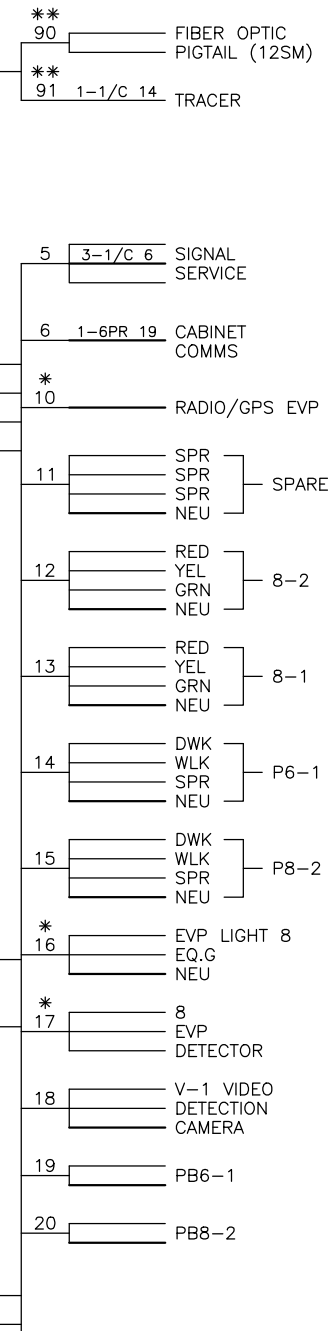 **
90 FIBER OPTIC
PIGTAIL (12SM)
**
91 1-1/C 14 TRACER
5 3-1/C 6 SIGNAL
SERVICE
6 1-6PR 19 CABINET
COMMS
*
10 RADIO/GPS EVP
SPR
11 SPR
SPR SPARE
NEU
RED
12 YEL
GRN 8-2
NEU
RED
13 YEL
GRN 8-1
NEU
DWK
14 WLK
SPR P6-1
NEU
DWK
15 WLK
SPR P8-2
NEU
*
16 EVP LIGHT 8
EQ.G
NEU
*
17 8
EVP
DETECTOR
18 V-1 VIDEO
DETECTION
CAMERA
19 PB6-1
20 PB8-2